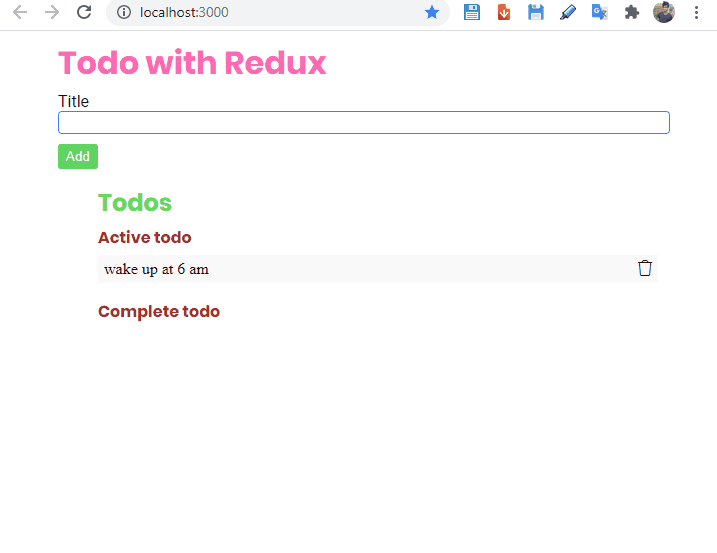 localhost:3000
Todo with Redux
Title
Add
Todos
Active todo
wake up at 6 am
Complete todo